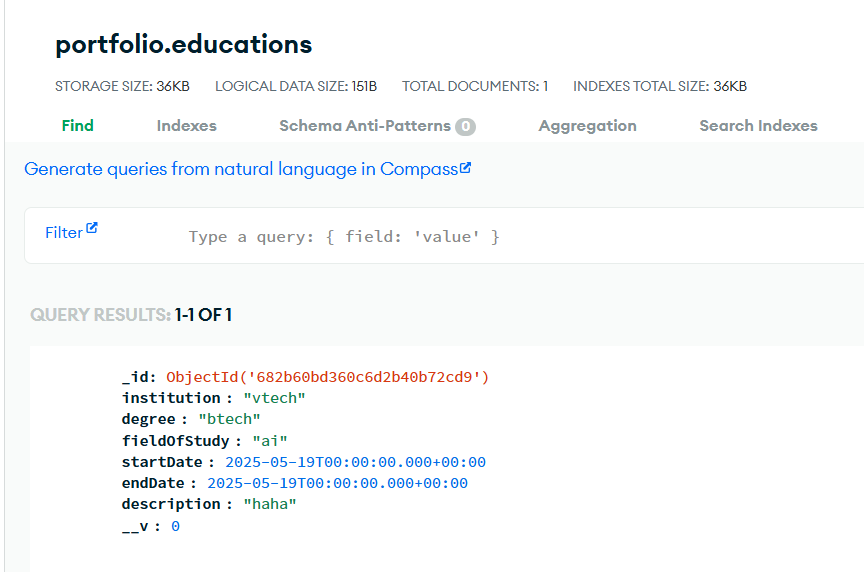 portfolio.educations
STORAGE SIZE: 36KB LOGICAL DATA SIZE: 151B TOTAL DOCUMENTS: 1 INDEXES TOTAL SIZE: 36KB
Find Indexes Schema Anti-Patterns 0 Aggregation Search Indexes
Generate queries from natural language in Compass
Filter Type a query: { field: 'value' }
QUERY RESULTS: 1-1 OF 1
_id: ObjectId('682b60bd360c6d2b40b72cd9')
institution : "vtech"
degree : "btech"
fieldOfStudy : "ai"
startDate : 2025-05-19T00:00:00.000+00:00
endDate : 2025-05-19T00:00:00.000+00:00
description : "haha"
__v : 0